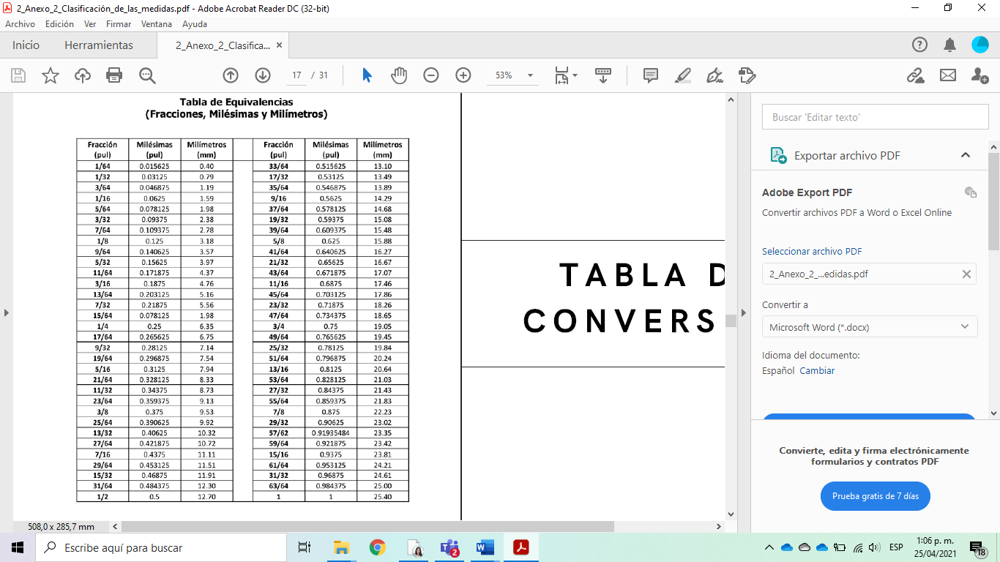 2_Anexo_2_Clasificación_de_las_medidas.pdf - Adobe Acrobat Reader DC (32-bit)
Archivo Edición Ver Firmar Ventana Ayuda
Inicio Herramientas 2_Anexo_2_Clasifica... ×
17 / 31 53%
Tabla de Equivalencias
(Fracciones, Milésimas y Milímetros)
Fracción Milésimas Milímetros Fracción Milésimas Milímetros
(pul) (pul) (mm) (pul) (pul) (mm)
1/64 0.015625 0.40 33/64 0.515625 13.10
1/32 0.03125 0.79 17/32 0.53125 13.49
3/64 0.046875 1.19 35/64 0.546875 13.89
1/16 0.0625 1.59 9/16 0.5625 14.29
5/64 0.078125 1.98 37/64 0.578125 14.68
3/32 0.09375 2.38 19/32 0.59375 15.08
7/64 0.109375 2.78 39/64 0.609375 15.48
1/8 0.125 3.18 5/8 0.625 15.88
9/64 0.140625 3.57 41/64 0.640625 16.27
5/32 0.15625 3.97 21/32 0.65625 16.67
11/64 0.171875 4.37 43/64 0.671875 17.07
3/16 0.1875 4.76 11/16 0.6875 17.46
13/64 0.203125 5.16 45/64 0.703125 17.86
7/32 0.21875 5.56 23/32 0.71875 18.26
15/64 0.078125 1.98 47/64 0.734375 18.65
1/4 0.25 6.35 3/4 0.75 19.05
17/64 0.265625 6.75 49/64 0.765625 19.45
9/32 0.28125 7.14 25/32 0.78125 19.84
19/64 0.296875 7.54 51/64 0.796875 20.24
5/16 0.3125 7.94 13/16 0.8125 20.64
21/64 0.328125 8.33 53/64 0.828125 21.03
11/32 0.34375 8.73 27/32 0.84375 21.43
23/64 0.359375 9.13 55/64 0.859375 21.83
3/8 0.375 9.53 7/8 0.875 22.23
25/64 0.390625 9.92 29/32 0.90625 23.02
13/32 0.40625 10.32 57/62 0.91935484 23.35
27/64 0.421875 10.72 59/64 0.921875 23.42
7/16 0.4375 11.11 15/16 0.9375 23.81
29/64 0.453125 11.51 61/64 0.953125 24.21
15/32 0.46875 11.91 31/32 0.96875 24.61
31/64 0.484375 12.30 63/64 0.984375 25.00
1/2 0.5 12.70 1 1 25.40
TABLA D
CONVERS
508,0 x 285,7 mm
Buscar 'Editar texto'
Exportar archivo PDF
Adobe Export PDF
Convertir archivos PDF a Word o Excel Online
Seleccionar archivo PDF
2_Anexo_2_...edidas.pdf
Convertir a
Microsoft Word (*.docx)
Idioma del documento:
Español Cambiar
Convierte, edita y firma electrónicamente
formularios y contratos PDF
Prueba gratis de 7 días
Escribe aquí para buscar
2
ESP
1:06 p. m.
25/04/2021
18